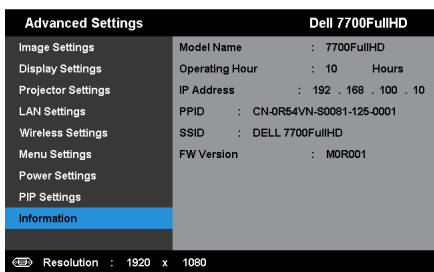 Advanced Settings Dell 7700FullHD
Image Settings Model Name : 7700FullHD
Display Settings Operating Hour : 10 Hours
Projector Settings IP Address : 192 . 168 . 100 . 10
LAN Settings PPID : CN-0R54VN-S0081-125-0001
Wireless Settings SSID : DELL 7700FullHD
Menu Settings FW Version : M0R001
Power Settings
PIP Settings
Information
Resolution : 1920 x 1080